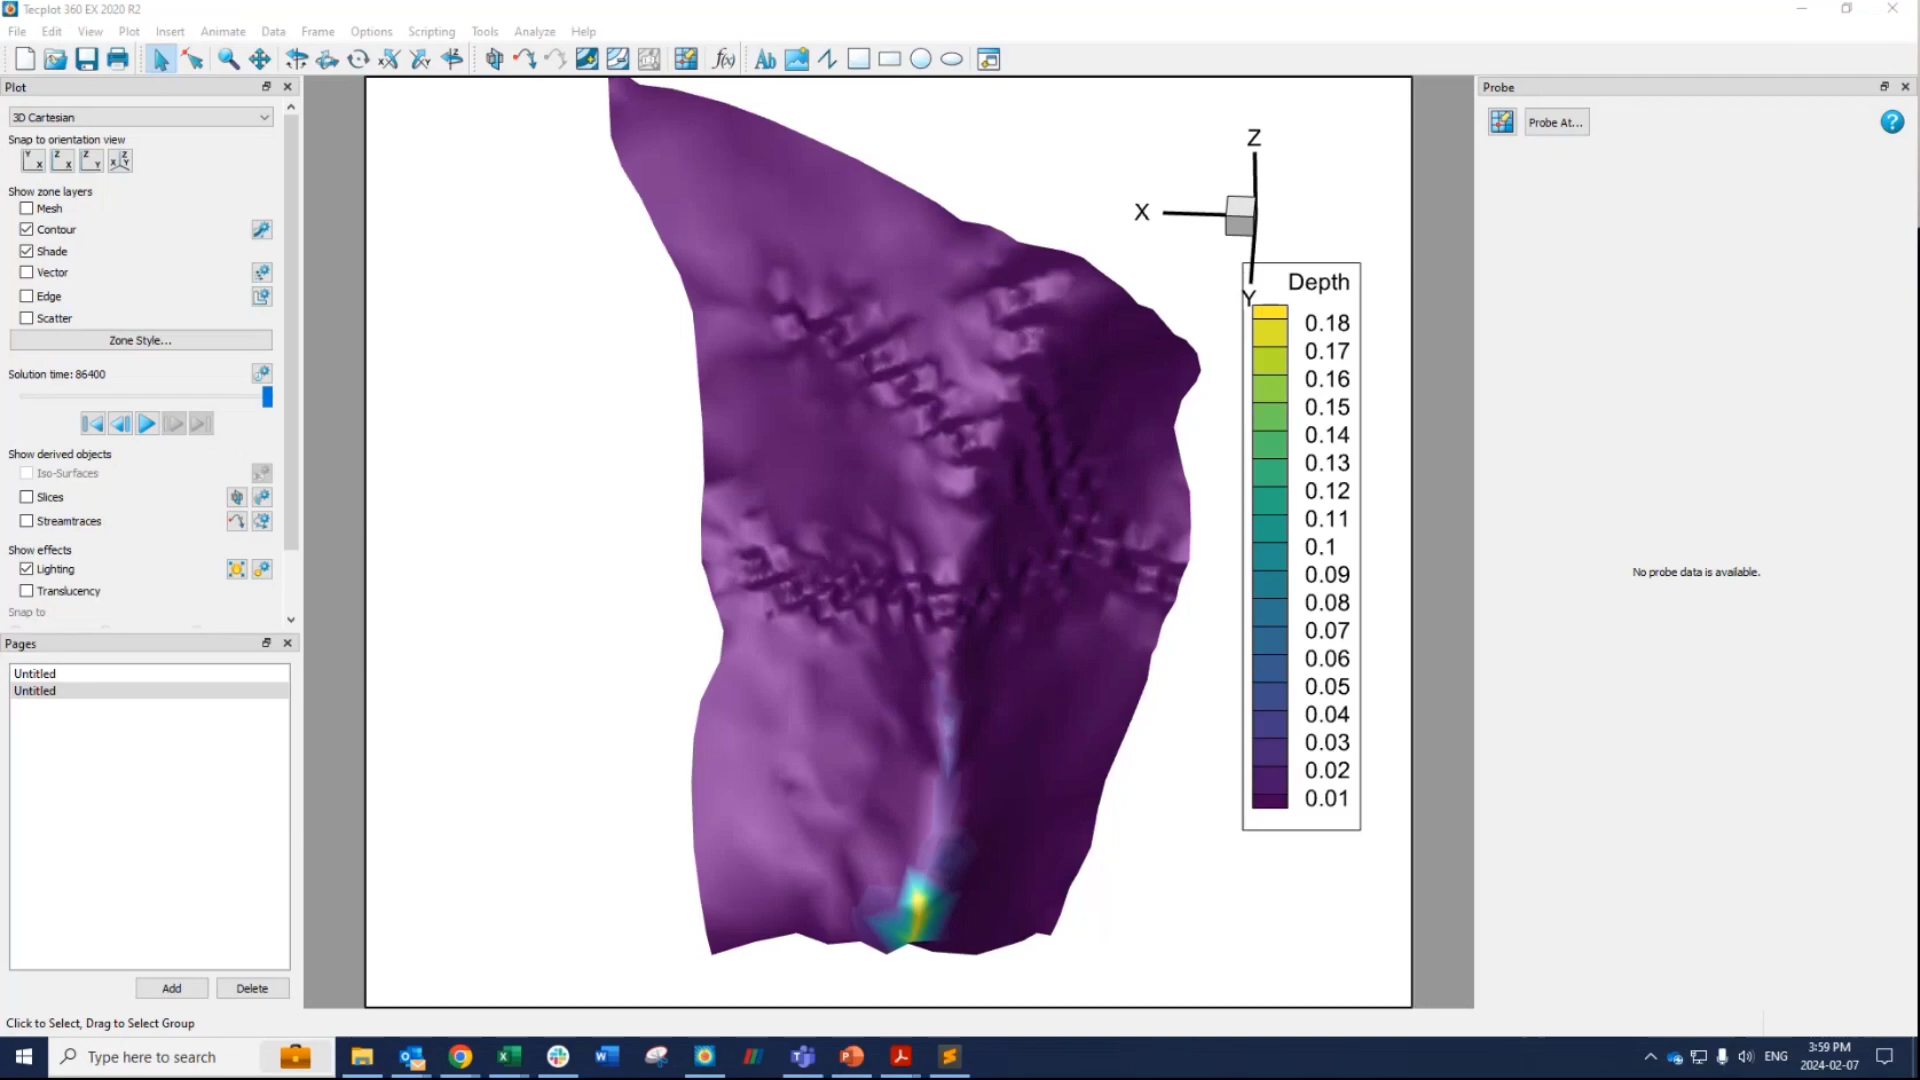 Tecplot 360 EX 2020 R2
File Edit View Plot Insert Animate Data Frame Options Scripting Tools Analyze Help
Ab
f(x)
Plot
3D Cartesian
Snap to orientation view
Y X Z X Z Y X Z Y
Show zone layers
Mesh
Contour
Shade
Vector
Edge
Scatter
Zone Style...
Solution time: 86400
Show derived objects
Iso-Surfaces
Slices
Streamtraces
Show effects
Lighting
Translucency
Snap to
Pages
Untitled
Untitled
Add Delete
Click to Select, Drag to Select Group
Z
X
Y
Depth
0.18
0.17
0.16
0.15
0.14
0.13
0.12
0.11
0.1
0.09
0.08
0.07
0.06
0.05
0.04
0.03
0.02
0.01
Probe
Probe At...
?
No probe data is available.
Type here to search
ENG
3:59 PM
2024-02-07